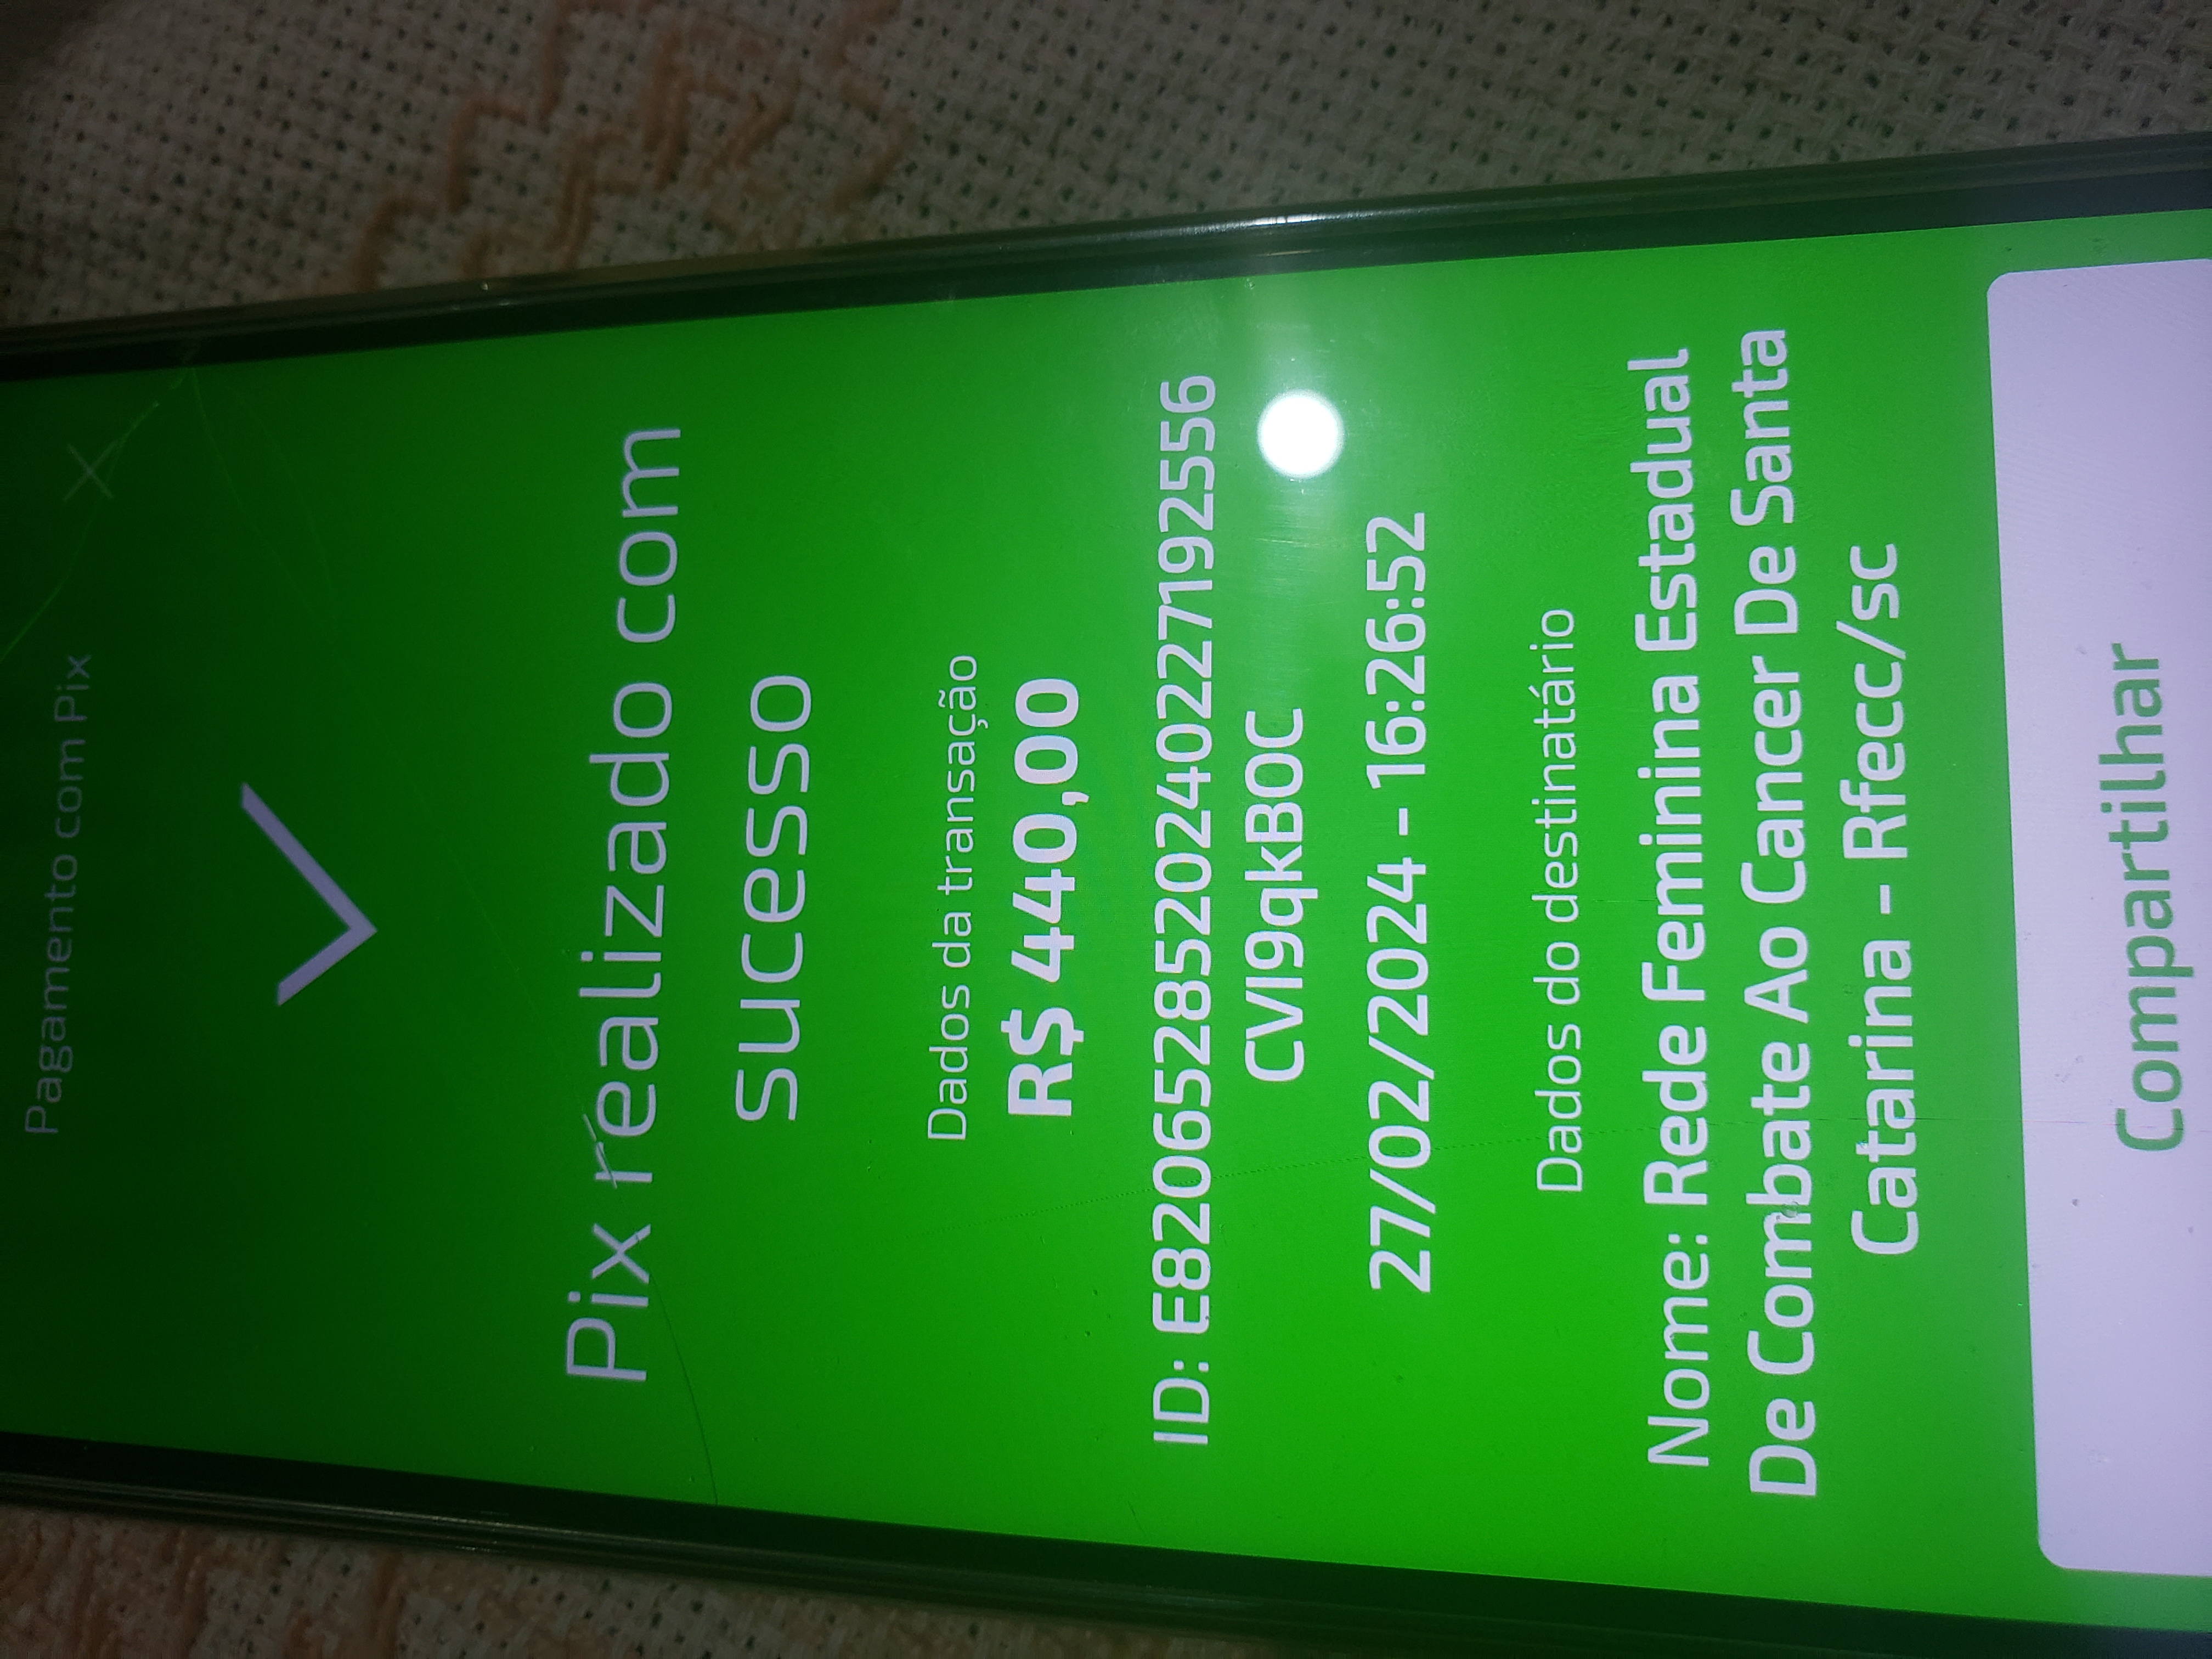 Pagamento com Pix
Pix realizado com
sucesso
Dados da transação
R$ 440,00
ID: E82065285202402271922556
CVI9qkBOC
27/02/2024 - 16:26:52
Dados do destinatário
Nome: Rede Feminina Estadual
De Combate Ao Cancer De Santa
Catarina - Rfecc/sc
Compartilhar